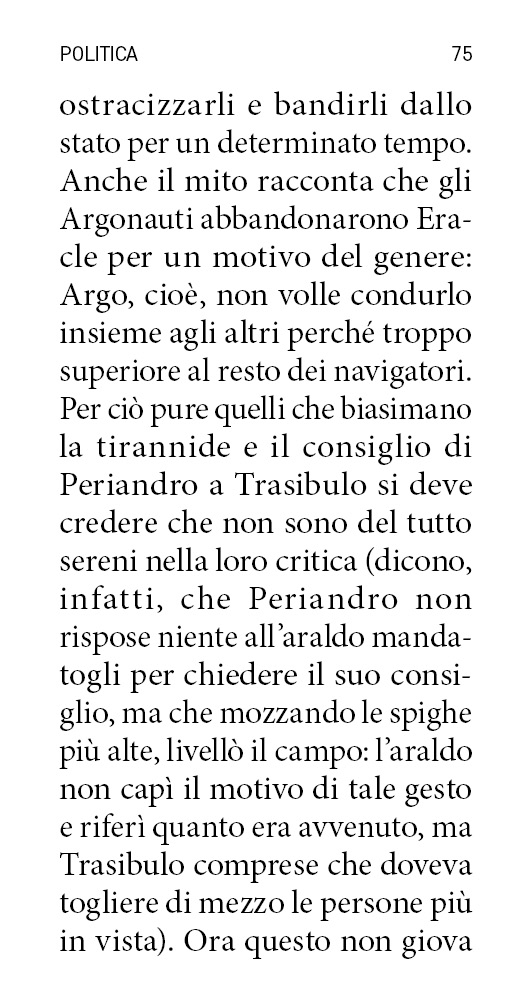 POLITICA 75
ostracizzarli e bandirli dallo
stato per un determinato tempo.
Anche il mito racconta che gli
Argonauti abbandonarono Era-
cle per un motivo del genere:
Argo, cioè, non volle condurlo
insieme agli altri perché troppo
superiore al resto dei navigatori.
Per ciò pure quelli che biasimano
la tirannide e il consiglio di
Periandro a Trasibulo si deve
credere che non sono del tutto
sereni nella loro critica (dicono,
infatti, che Periandro non
rispose niente all’araldo manda-
togli per chiedere il suo consi-
glio, ma che mozzando le spighe
più alte, livellò il campo: l’araldo
non capì il motivo di tale gesto
e riferì quanto era avvenuto, ma
Trasibulo comprese che doveva
togliere di mezzo le persone più
in vista). Ora questo non giova